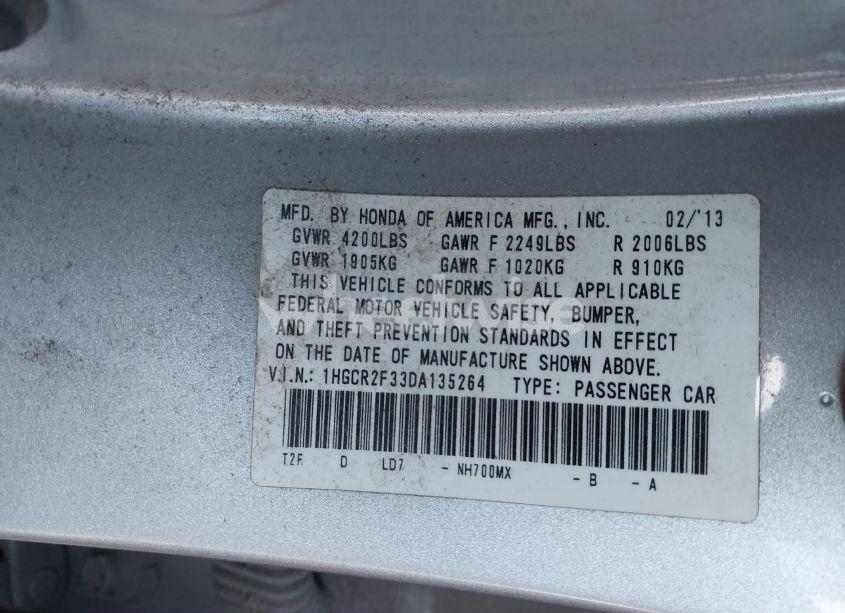 MFD. BY HONDA OF AMERICA MFG., INC. 02/'13
GVWR 4200LBS GAWR F 2249LBS R 2006LBS
GVWR 1905KG GAWR F 1020KG R 910KG
THIS VEHICLE CONFORMS TO ALL APPLICABLE
FEDERAL MOTOR VEHICLE SAFETY, BUMPER,
AND THEFT PREVENTION STANDARDS IN EFFECT
ON THE DATE OF MANUFACTURE SHOWN ABOVE.
V.I.N.: 1HGCR2F33DA135264 TYPE: PASSENGER CAR
T2F D LD7 - NH700MX - B - A